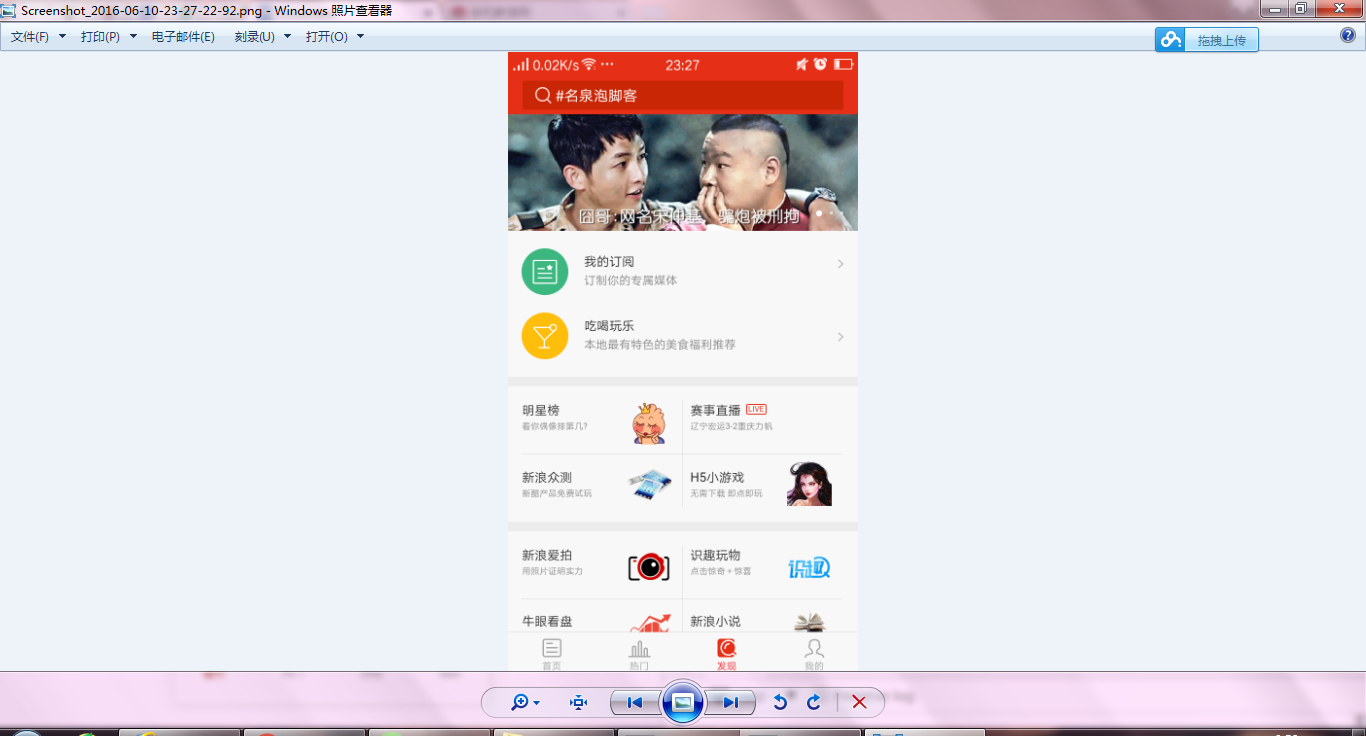 Screenshot_2016-06-10-23-27-22-92.png - Windows 照片查看器
文件(F) 打印(P) 电子邮件(E) 刻录(U) 打开(O)
拖拽上传
0.02K/s 23:27
#名泉泡脚客
囧哥:网名宋仲基，骗炮被刑拘
我的订阅
订制你的专属媒体
吃喝玩乐
本地最有特色的美食福利推荐
明星榜
看你偶像排第几?
赛事直播 LIVE
辽宁宏运3-2重庆力帆
新浪众测
新酷产品免费试玩
H5小游戏
无需下载 即点即玩
新浪爱拍
用照片证明实力
识趣玩物
点击惊奇+惊喜
识趣
牛眼看盘
新浪小说
首页 热门 发现 我的